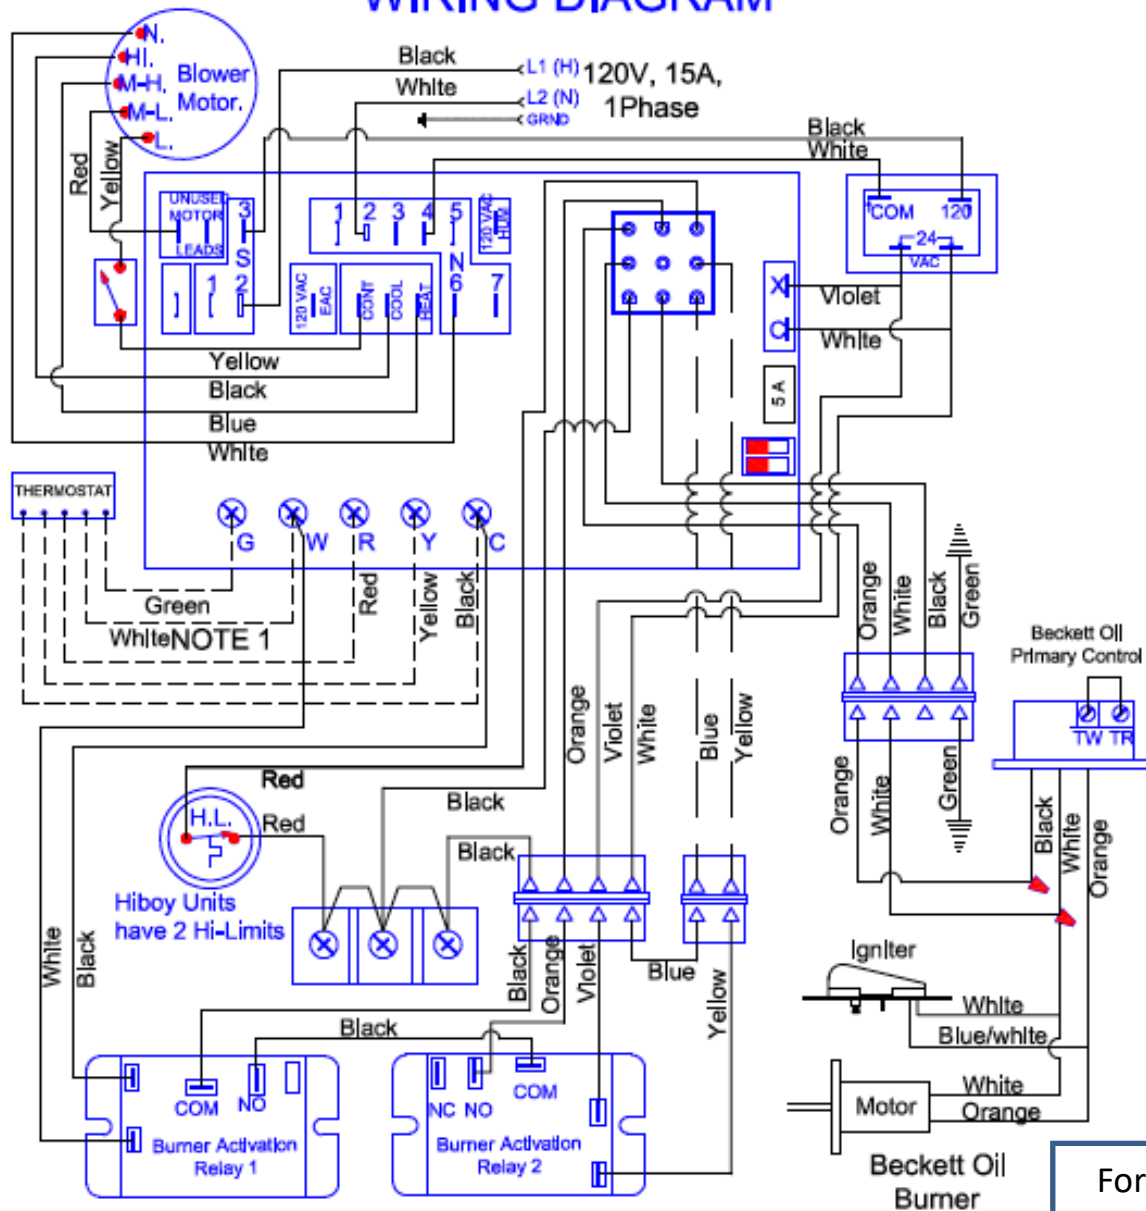 WIRING DIAGRAM
N.
HI.
M-H.
M-L.
L.
Blower
Motor.
Black
White
L1 (H)
L2 (N)
GRND
120V, 15A,
1Phase
Black
White
Red
Yellow
UNUSED
MOTOR
LEADS
3
S
1
2
1
2
3
4
5
N
6
7
120 VAC
HUM
120 VAC
EAC
CONT
COOL
HEAT
COM
120
24
VAC
X
Violet
White
5 A
Yellow
Black
Blue
White
THERMOSTAT
G
W
R
Y
C
Green
White NOTE 1
Red
Yellow
Black
Orange
White
Black
Green
Beckett Oil
Primary Control
TW TR
Orange
Violet
White
Blue
Yellow
Red
Black
H.L.
Red
Black
Orange
White
Green
Black
White
Orange
Hiboy Units
have 2 Hi-Limits
White
Black
Black
Orange
Violet
Blue
Yellow
Igniter
White
Blue/white
Black
COM
NO
Burner Activation
Relay 1
NC NO
COM
Burner Activation
Relay 2
White
Orange
Motor
Beckett Oil
Burner
For